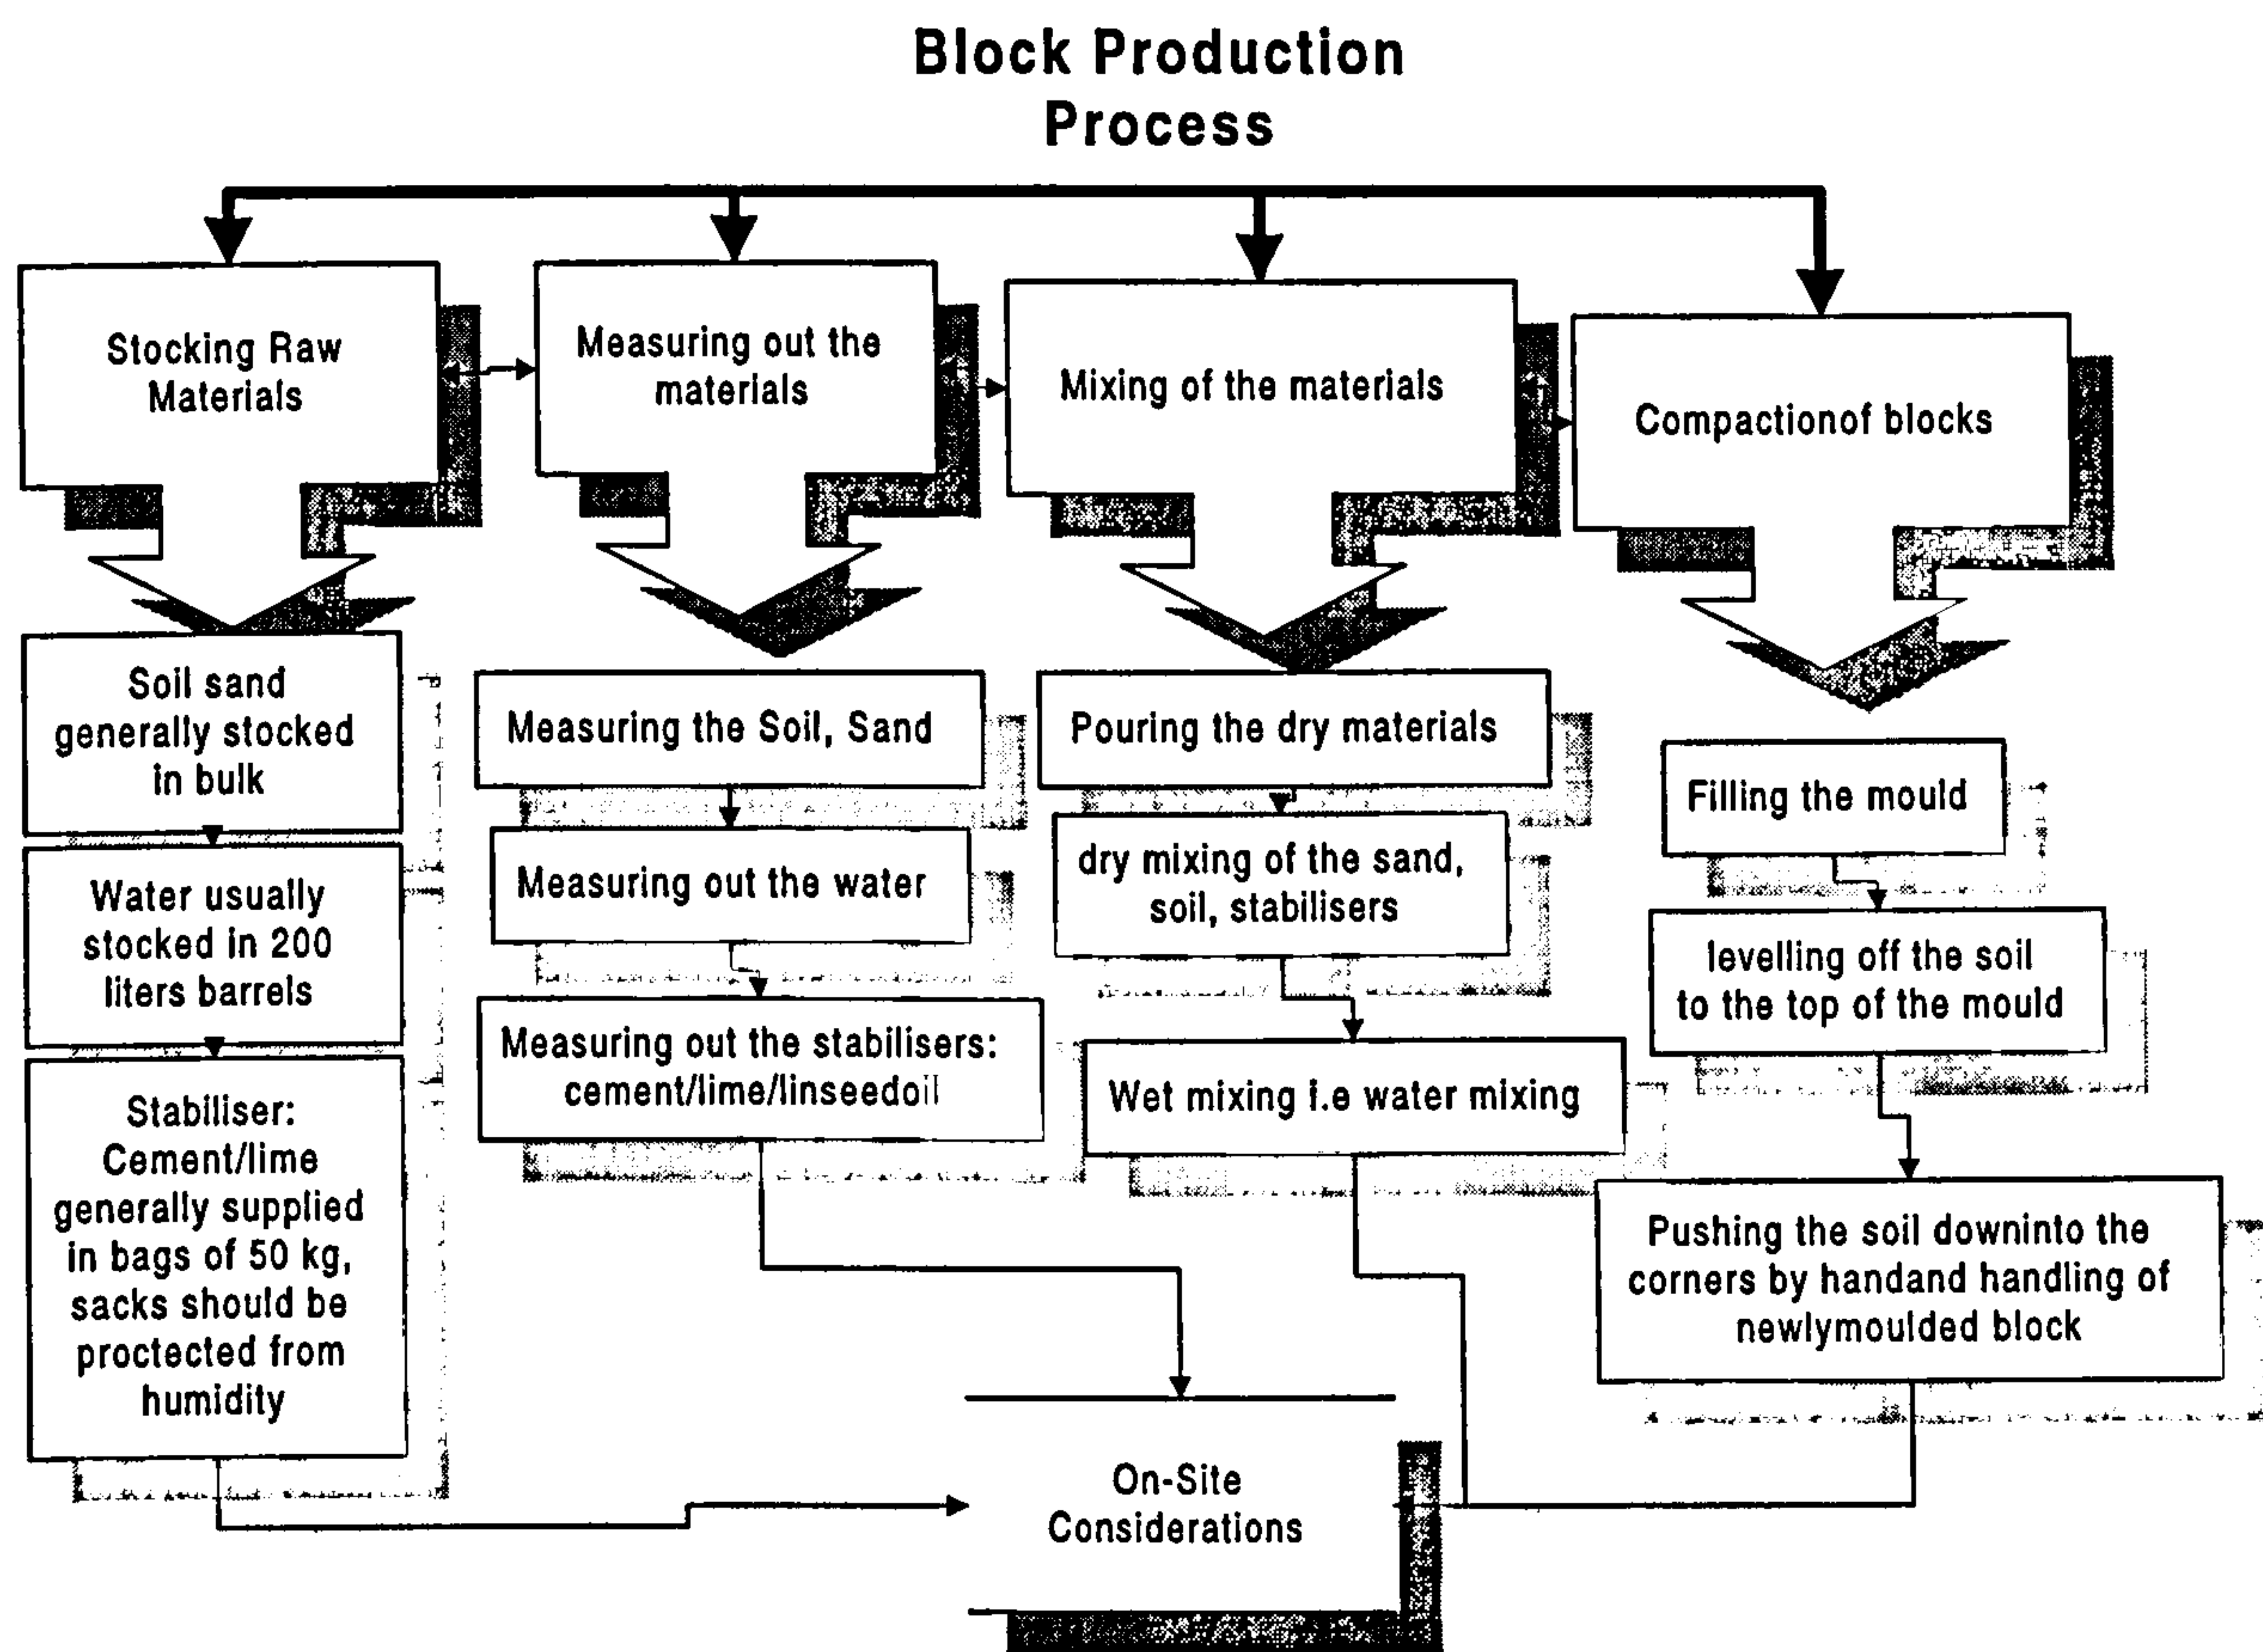 Block Production
Process
Stocking Raw
Materials
Measuring out the
materials
Mixing of the materials
Compactionof blocks
Soil sand
generally stocked
in bulk
Water usually
stocked in 200
liters barrels
Stabiliser:
Cement/lime
generally supplied
in bags of 50 kg,
sacks should be
proctected from
humidity
Measuring the Soil, Sand
Measuring out the water
Measuring out the stabilisers:
cement/lime/linseedoil
Pouring the dry materials
dry mixing of the sand,
soil, stabilisers
Wet mixing i.e water mixing
Filling the mould
levelling off the soil
to the top of the mould
Pushing the soil downinto the
corners by handand handling of
newlymoulded block
On-Site
Considerations